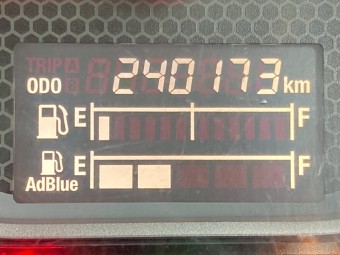 TRIP A
ODO B 240173 km
E F
E F
AdBlue